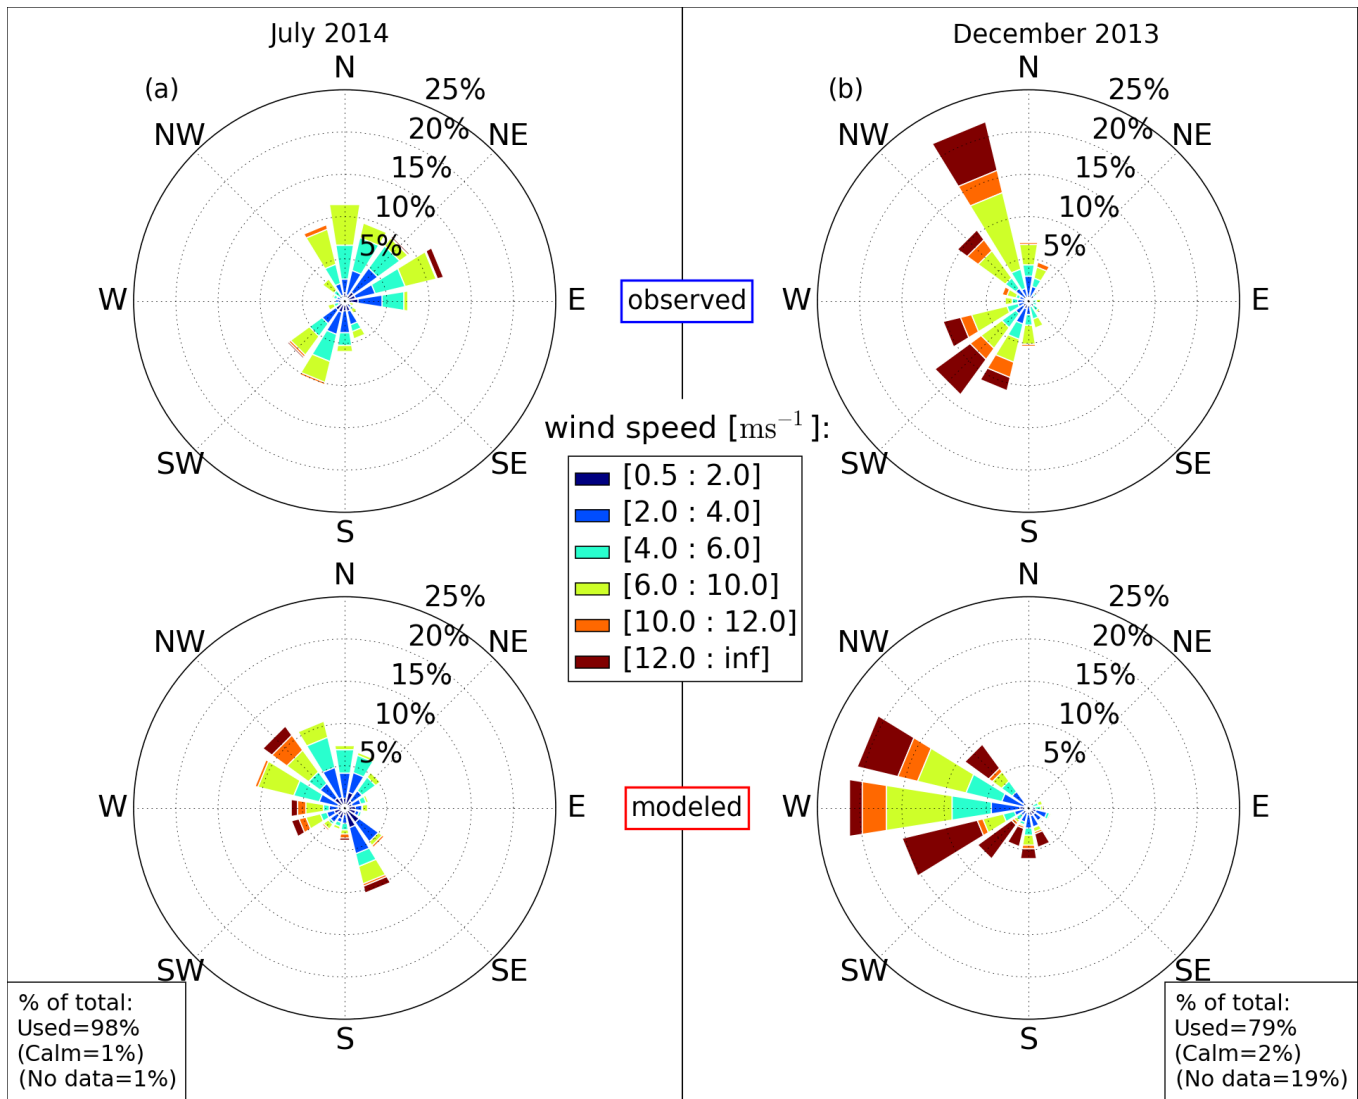 July 2014
December 2013
(a)
N
25%
20%
15%
10%
5%
NW
NE
W
E
SW
SE
S
(b)
N
25%
20%
15%
10%
5%
NW
NE
W
E
SW
SE
S
observed
wind speed [ms⁻¹]:
[0.5 : 2.0]
[2.0 : 4.0]
[4.0 : 6.0]
[6.0 : 10.0]
[10.0 : 12.0]
[12.0 : inf]
N
25%
20%
15%
10%
5%
NW
NE
W
E
SW
SE
S
modeled
N
25%
20%
15%
10%
5%
NW
NE
W
E
SW
SE
S
% of total:
Used=98%
(Calm=1%)
(No data=1%)
% of total:
Used=79%
(Calm=2%)
(No data=19%)